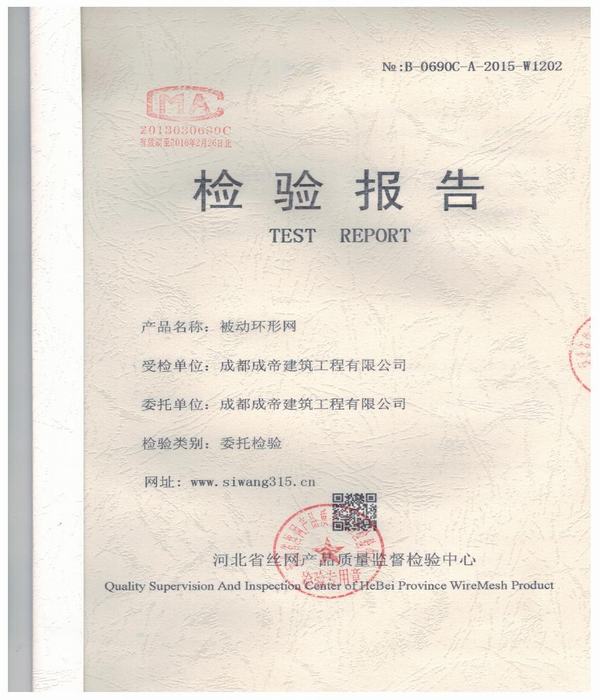 №:B-0690C-A-2015-W1202
CMA
2013030680C
有效期至2016年2月26日止
检验报告
TEST REPORT
产品名称: 被动环形网
受检单位: 成都成帝建筑工程有限公司
委托单位: 成都成帝建筑工程有限公司
检验类别: 委托检验
网址: www.siwang315.cn
河北省丝网产品质量监督检验中心
Quality Supervision And Inspection Center of HeBei Province WireMesh Product